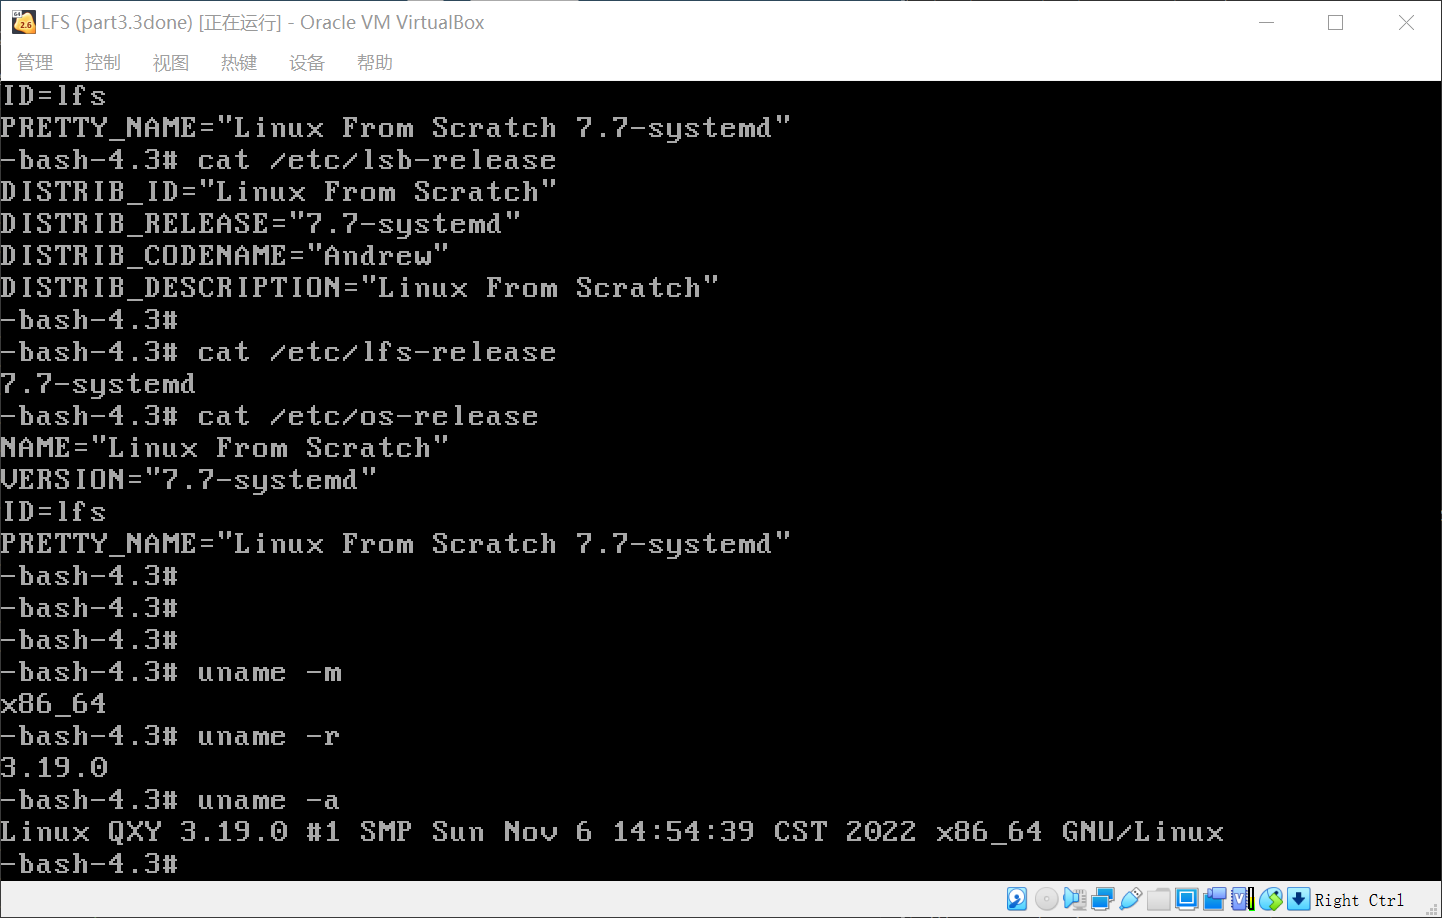 LFS (part3.3done) [正在运行] - Oracle VM VirtualBox
管理 控制 视图 热键 设备 帮助
ID=lfs
PRETTY_NAME="Linux From Scratch 7.7-systemd"
-bash-4.3# cat /etc/lsb-release
DISTRIB_ID="Linux From Scratch"
DISTRIB_RELEASE="7.7-systemd"
DISTRIB_CODENAME="Andrew"
DISTRIB_DESCRIPTION="Linux From Scratch"
-bash-4.3#
-bash-4.3# cat /etc/lfs-release
7.7-systemd
-bash-4.3# cat /etc/os-release
NAME="Linux From Scratch"
VERSION="7.7-systemd"
ID=lfs
PRETTY_NAME="Linux From Scratch 7.7-systemd"
-bash-4.3#
-bash-4.3#
-bash-4.3#
-bash-4.3# uname -m
x86_64
-bash-4.3# uname -r
3.19.0
-bash-4.3# uname -a
Linux QXY 3.19.0 #1 SMP Sun Nov 6 14:54:39 CST 2022 x86_64 GNU/Linux
-bash-4.3#
Right Ctrl